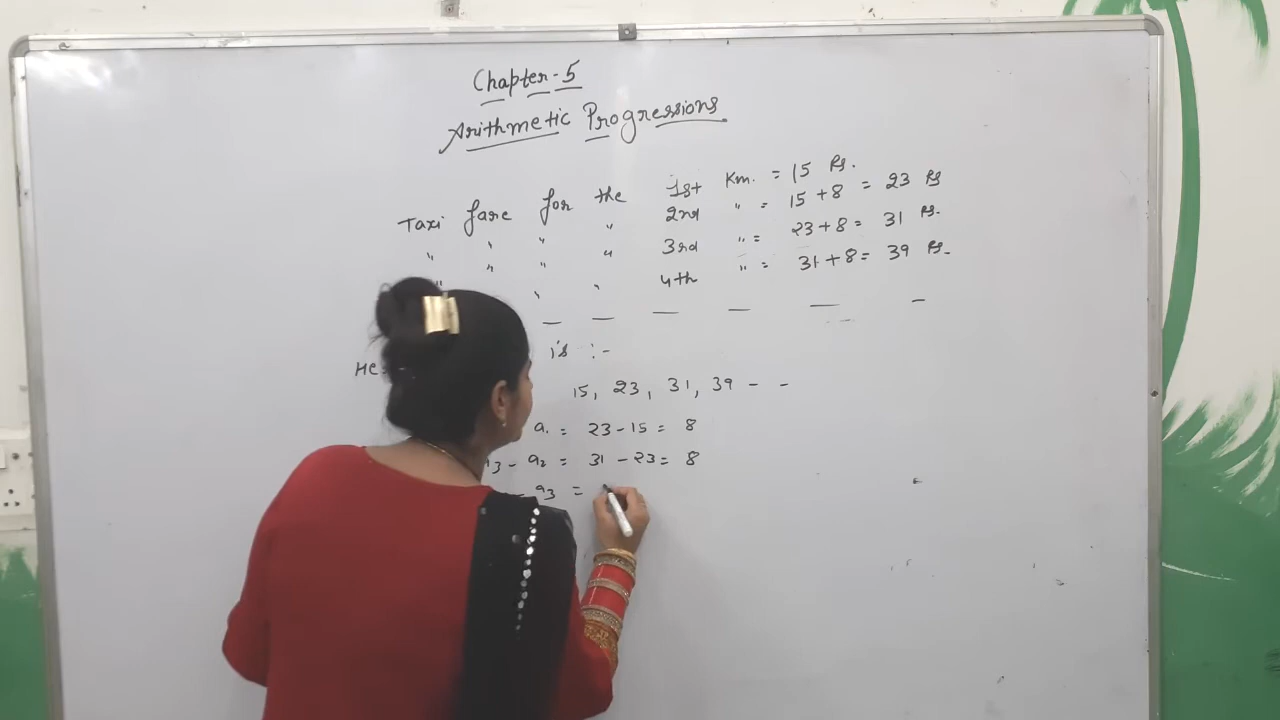 Chapter-5
Arithmetic Progressions
Taxi fare for the 1st Km. = 15 Rs.
" " " " 2nd " = 15 + 8 = 23 Rs
" " " 3rd " = 23 + 8 = 31 Rs.
" " 4th " = 31 + 8 = 39 Rs.
— — — — — —
is :-
15, 23, 31, 39 - -
a1 = 23 - 15 = 8
3 - a2 = 31 - 23 = 8
- a3 =